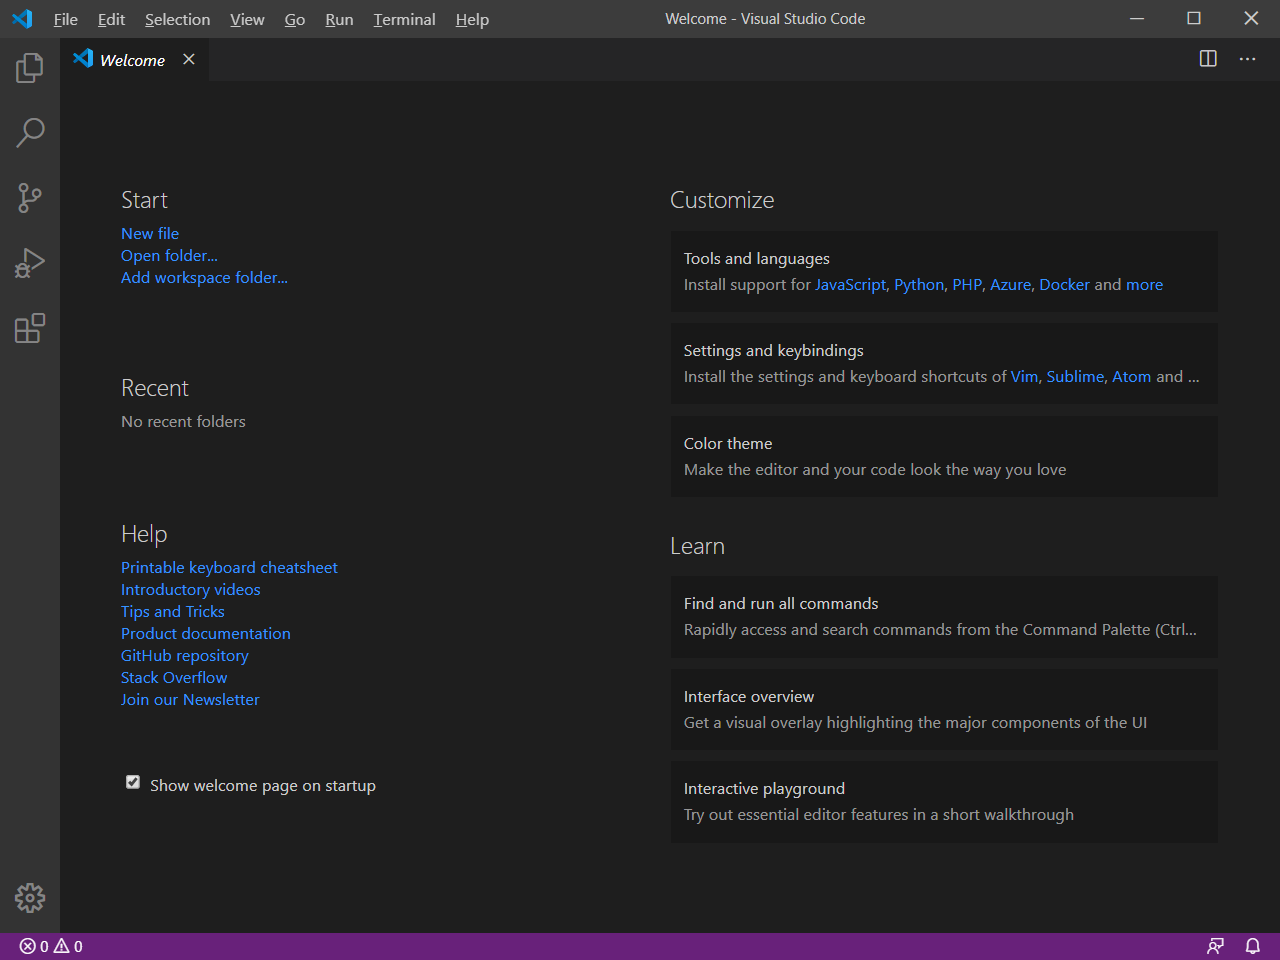 File Edit Selection View Go Run Terminal Help Welcome - Visual Studio Code
Welcome
Start
New file
Open folder...
Add workspace folder...
Recent
No recent folders
Help
Printable keyboard cheatsheet
Introductory videos
Tips and Tricks
Product documentation
GitHub repository
Stack Overflow
Join our Newsletter
Show welcome page on startup
Customize
Tools and languages
Install support for JavaScript, Python, PHP, Azure, Docker and more
Settings and keybindings
Install the settings and keyboard shortcuts of Vim, Sublime, Atom and ...
Color theme
Make the editor and your code look the way you love
Learn
Find and run all commands
Rapidly access and search commands from the Command Palette (Ctrl...
Interface overview
Get a visual overlay highlighting the major components of the UI
Interactive playground
Try out essential editor features in a short walkthrough
0 0